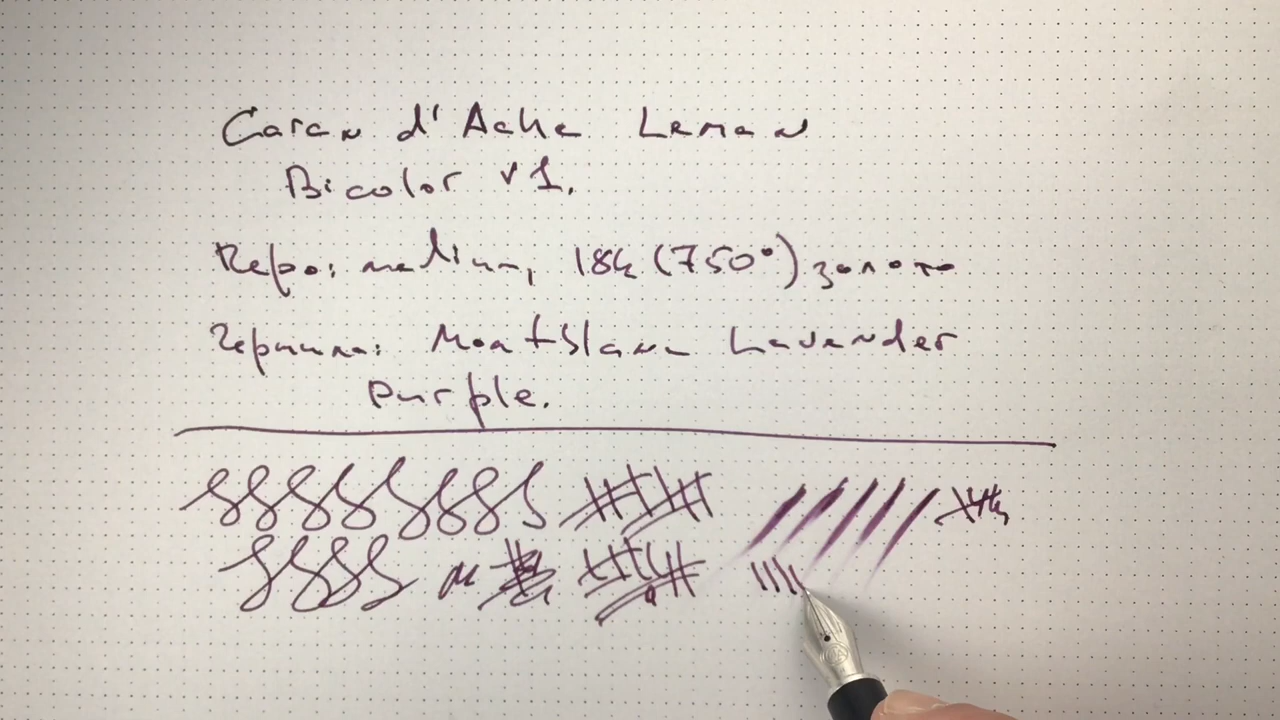 Caran d'Ache Leman
Bicolor v1.
Перо: medium, 18k (750°) золото
Чернила: Montblanc Lavender
purple.